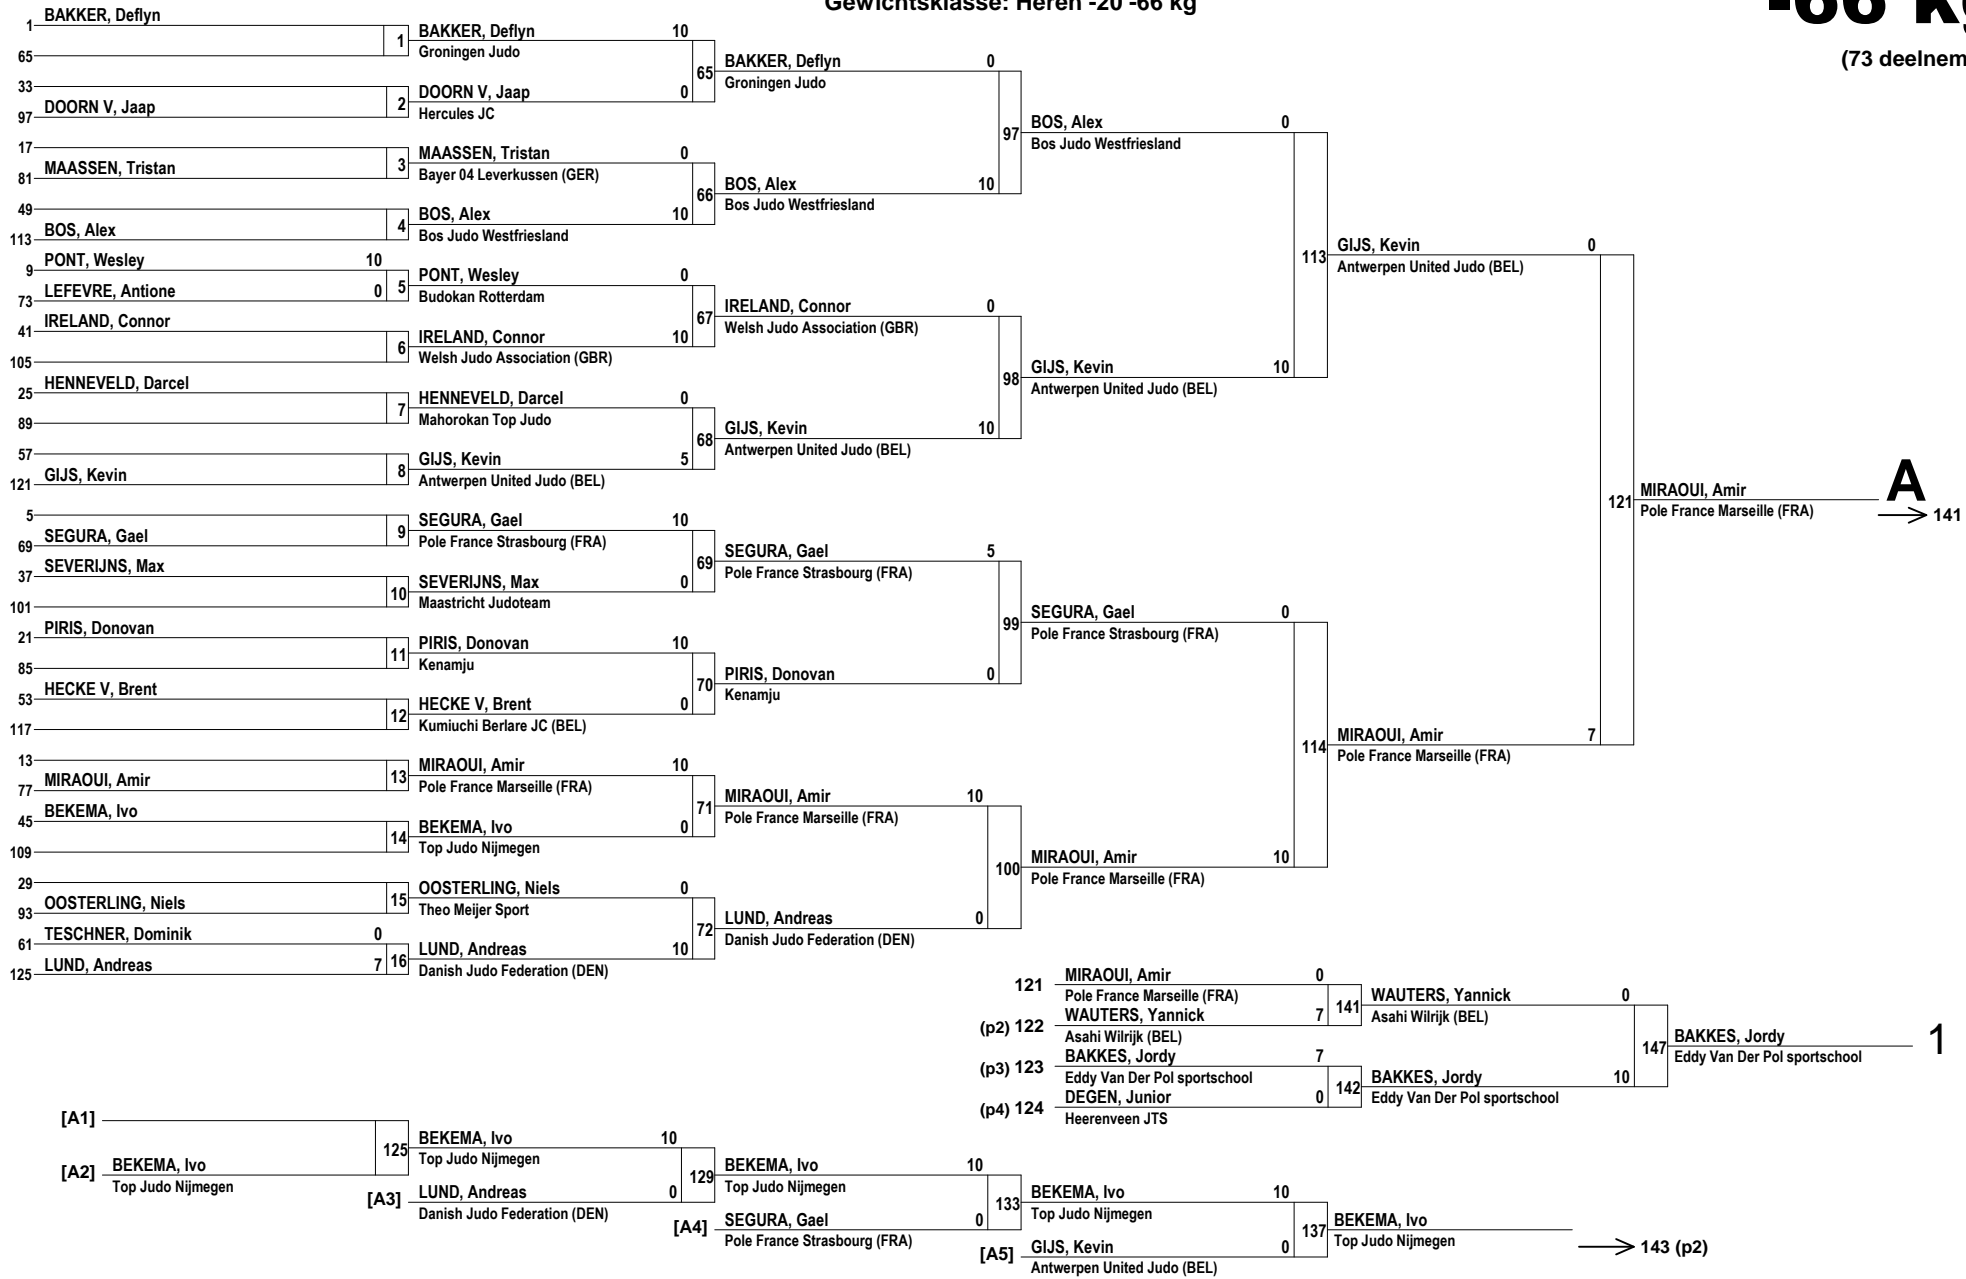 Gewichtsklasse: Heren -20 -66 kg
-66 kg
(73 deelnem
1 BAKKER, Deflyn
65
1
33
97 DOORN V, Jaap
2
17
81 MAASSEN, Tristan
3
49
113 BOS, Alex
4
9 PONT, Wesley 10
73 LEFEVRE, Antione 0
5
41 IRELAND, Connor
105
6
25 HENNEVELD, Darcel
89
7
57
121 GIJS, Kevin
8
5
69 SEGURA, Gael
9
37 SEVERIJNS, Max
101
10
21 PIRIS, Donovan
85
11
53 HECKE V, Brent
117
12
13
77 MIRAOUI, Amir
13
45 BEKEMA, Ivo
109
14
29
93 OOSTERLING, Niels
15
61 TESCHNER, Dominik 0
125 LUND, Andreas 7
16
BAKKER, Deflyn 10
Groningen Judo
65
DOORN V, Jaap 0
Hercules JC
MAASSEN, Tristan 0
Bayer 04 Leverkussen (GER)
66
BOS, Alex 10
Bos Judo Westfriesland
PONT, Wesley 0
Budokan Rotterdam
67
IRELAND, Connor 10
Welsh Judo Association (GBR)
HENNEVELD, Darcel 0
Mahorokan Top Judo
68
GIJS, Kevin 5
Antwerpen United Judo (BEL)
SEGURA, Gael 10
Pole France Strasbourg (FRA)
69
SEVERIJNS, Max 0
Maastricht Judoteam
PIRIS, Donovan 10
Kenamju
70
HECKE V, Brent 0
Kumiuchi Berlare JC (BEL)
MIRAOUI, Amir 10
Pole France Marseille (FRA)
71
BEKEMA, Ivo 0
Top Judo Nijmegen
OOSTERLING, Niels 0
Theo Meijer Sport
72
LUND, Andreas 10
Danish Judo Federation (DEN)
BAKKER, Deflyn 0
Groningen Judo
97
BOS, Alex 10
Bos Judo Westfriesland
IRELAND, Connor 0
Welsh Judo Association (GBR)
98
GIJS, Kevin 10
Antwerpen United Judo (BEL)
SEGURA, Gael 5
Pole France Strasbourg (FRA)
99
PIRIS, Donovan 0
Kenamju
MIRAOUI, Amir 10
Pole France Marseille (FRA)
100
LUND, Andreas 0
Danish Judo Federation (DEN)
BOS, Alex 0
Bos Judo Westfriesland
113
GIJS, Kevin 10
Antwerpen United Judo (BEL)
SEGURA, Gael 0
Pole France Strasbourg (FRA)
114
MIRAOUI, Amir 10
Pole France Marseille (FRA)
GIJS, Kevin 0
Antwerpen United Judo (BEL)
121
MIRAOUI, Amir 7
Pole France Marseille (FRA)
MIRAOUI, Amir
Pole France Marseille (FRA)
A
141
121 MIRAOUI, Amir 0
Pole France Marseille (FRA)
141
(p2) 122 WAUTERS, Yannick 7
Asahi Wilrijk (BEL)
(p3) 123 BAKKES, Jordy 7
Eddy Van Der Pol sportschool
142
(p4) 124 DEGEN, Junior 0
Heerenveen JTS
WAUTERS, Yannick 0
Asahi Wilrijk (BEL)
147
BAKKES, Jordy 10
Eddy Van Der Pol sportschool
BAKKES, Jordy
Eddy Van Der Pol sportschool
1
[A1]
125
[A2] BEKEMA, Ivo
Top Judo Nijmegen
BEKEMA, Ivo 10
Top Judo Nijmegen
129
[A3] LUND, Andreas 0
Danish Judo Federation (DEN)
BEKEMA, Ivo 10
Top Judo Nijmegen
133
[A4] SEGURA, Gael 0
Pole France Strasbourg (FRA)
BEKEMA, Ivo 10
Top Judo Nijmegen
137
[A5] GIJS, Kevin 0
Antwerpen United Judo (BEL)
BEKEMA, Ivo
Top Judo Nijmegen
143 (p2)